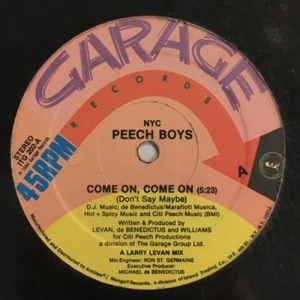 GARAGE
RECORDS
STEREO
ITG 202-A
45RPM
NYC
PEECH BOYS
A
COME ON, COME ON (5:23)
(Don't Say Maybe)
D.J. Music; de Benedictus/Marafioti Musica,
Hot + Spicy Music and Citi Peech Music (BMI)
Written & Produced by
LEVAN, de BENEDICTUS and WILLIAMS
for Citi Peech Productions
a division of The Garage Group Ltd.
A LARRY LEVAN MIX
Mix-Engineer: RON ST. GERMAINE
Executive Producer:
MICHAEL de BENEDICTUS